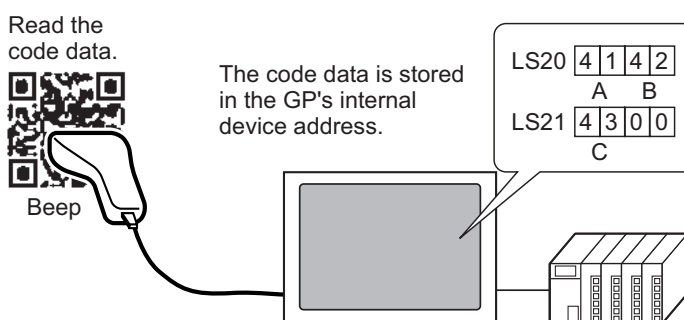 Read the
code data.
Beep
The code data is stored
in the GP's internal
device address.
LS20 4 1 4 2
A B
LS21 4 3 0 0
C